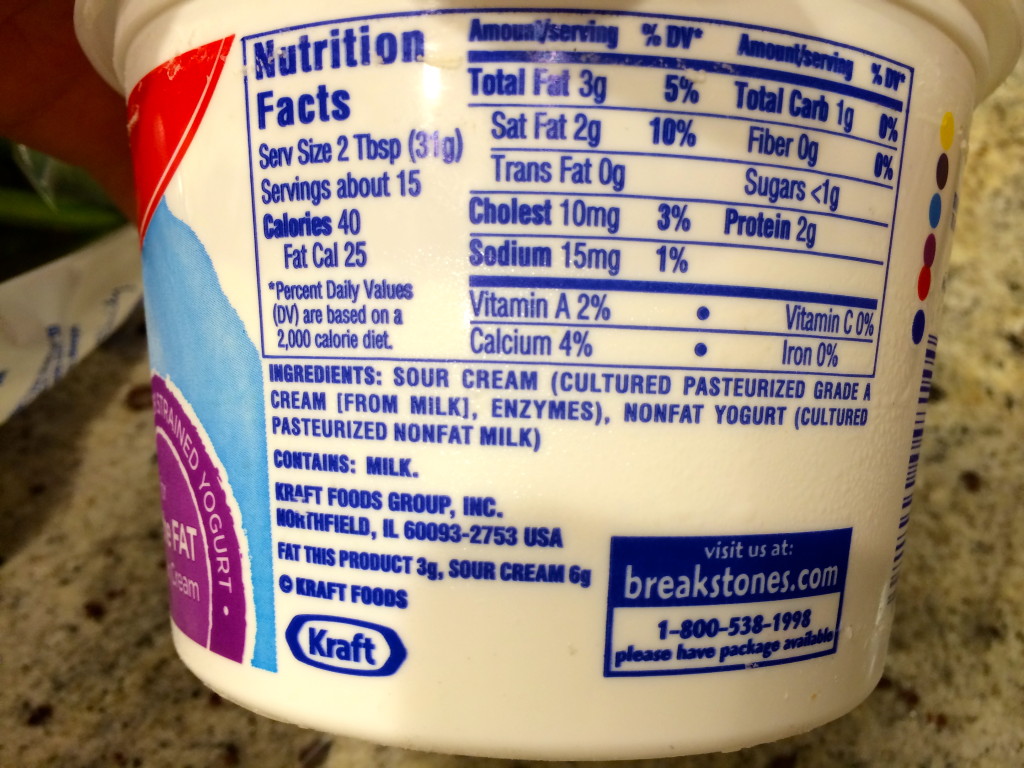 Nutrition
Facts
Serv Size 2 Tbsp (31g)
Servings about 15
Calories 40
Fat Cal 25
*Percent Daily Values
(DV) are based on a
2,000 calorie diet.
Amount/serving % DV*
Total Fat 3g 5%
Sat Fat 2g 10%
Trans Fat 0g
Cholest 10mg 3%
Sodium 15mg 1%
Amount/serving % DV*
Total Carb 1g 0%
Fiber 0g 0%
Sugars <1g
Protein 2g
Vitamin A 2% • Vitamin C 0%
Calcium 4% • Iron 0%
INGREDIENTS: SOUR CREAM (CULTURED PASTEURIZED GRADE A
CREAM [FROM MILK], ENZYMES), NONFAT YOGURT (CULTURED
PASTEURIZED NONFAT MILK)
CONTAINS: MILK.
KRAFT FOODS GROUP, INC.
NORTHFIELD, IL 60093-2753 USA
FAT THIS PRODUCT 3g, SOUR CREAM 6g
© KRAFT FOODS
Kraft
visit us at:
breakstones.com
1-800-538-1998
please have package available
STRAINED YOGURT •
FAT
Cream